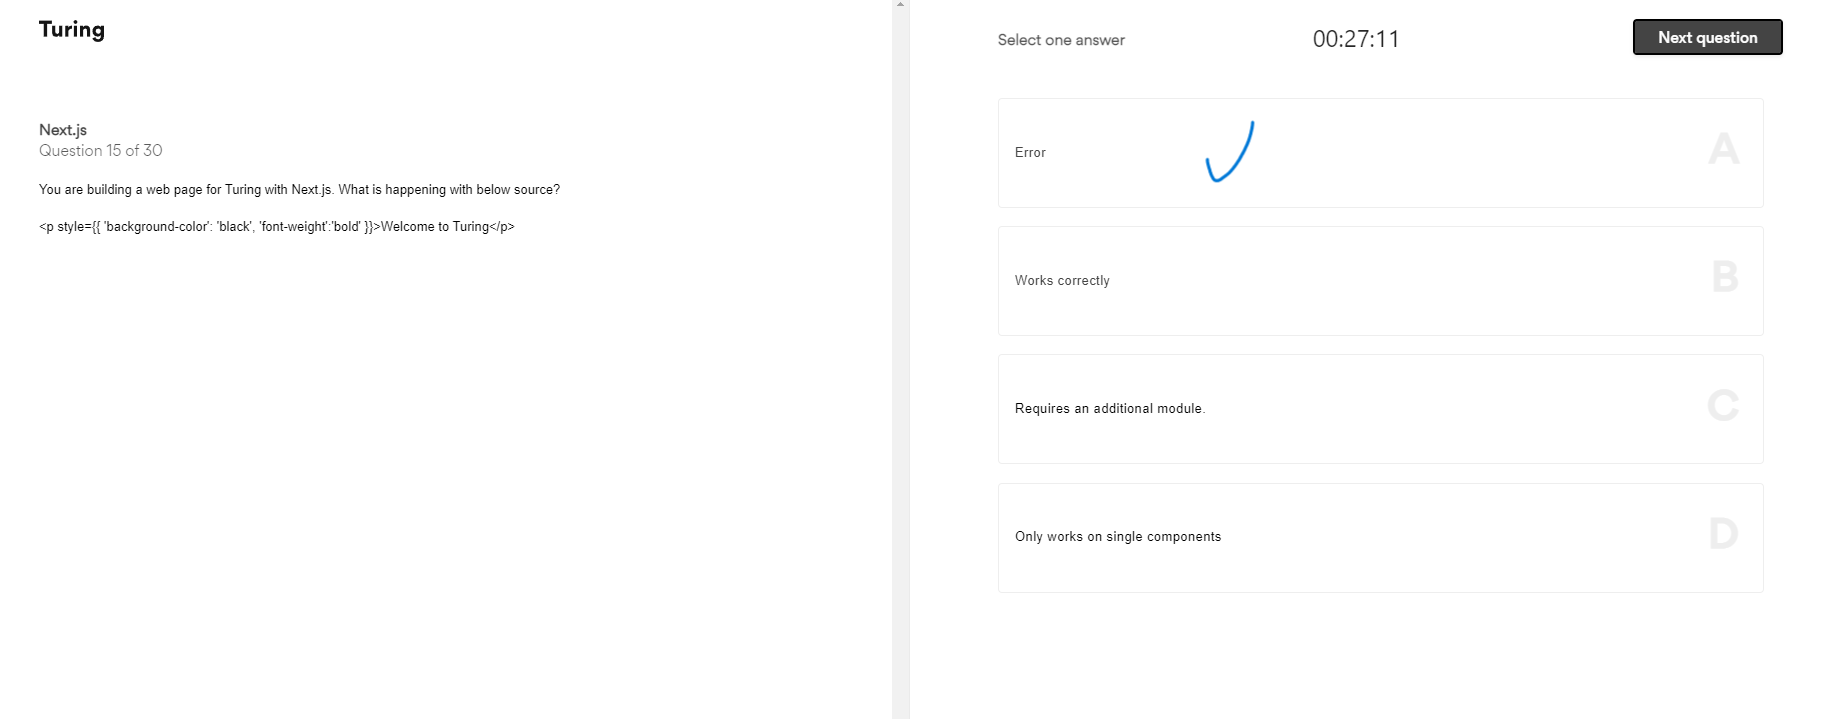 Turing
Next.js
Question 15 of 30
You are building a web page for Turing with Next.js. What is happening with below source?
<p style={{ 'background-color': 'black', 'font-weight':'bold' }}>Welcome to Turing</p>
Select one answer
00:27:11
Next question
Error
A
Works correctly
B
Requires an additional module.
C
Only works on single components
D